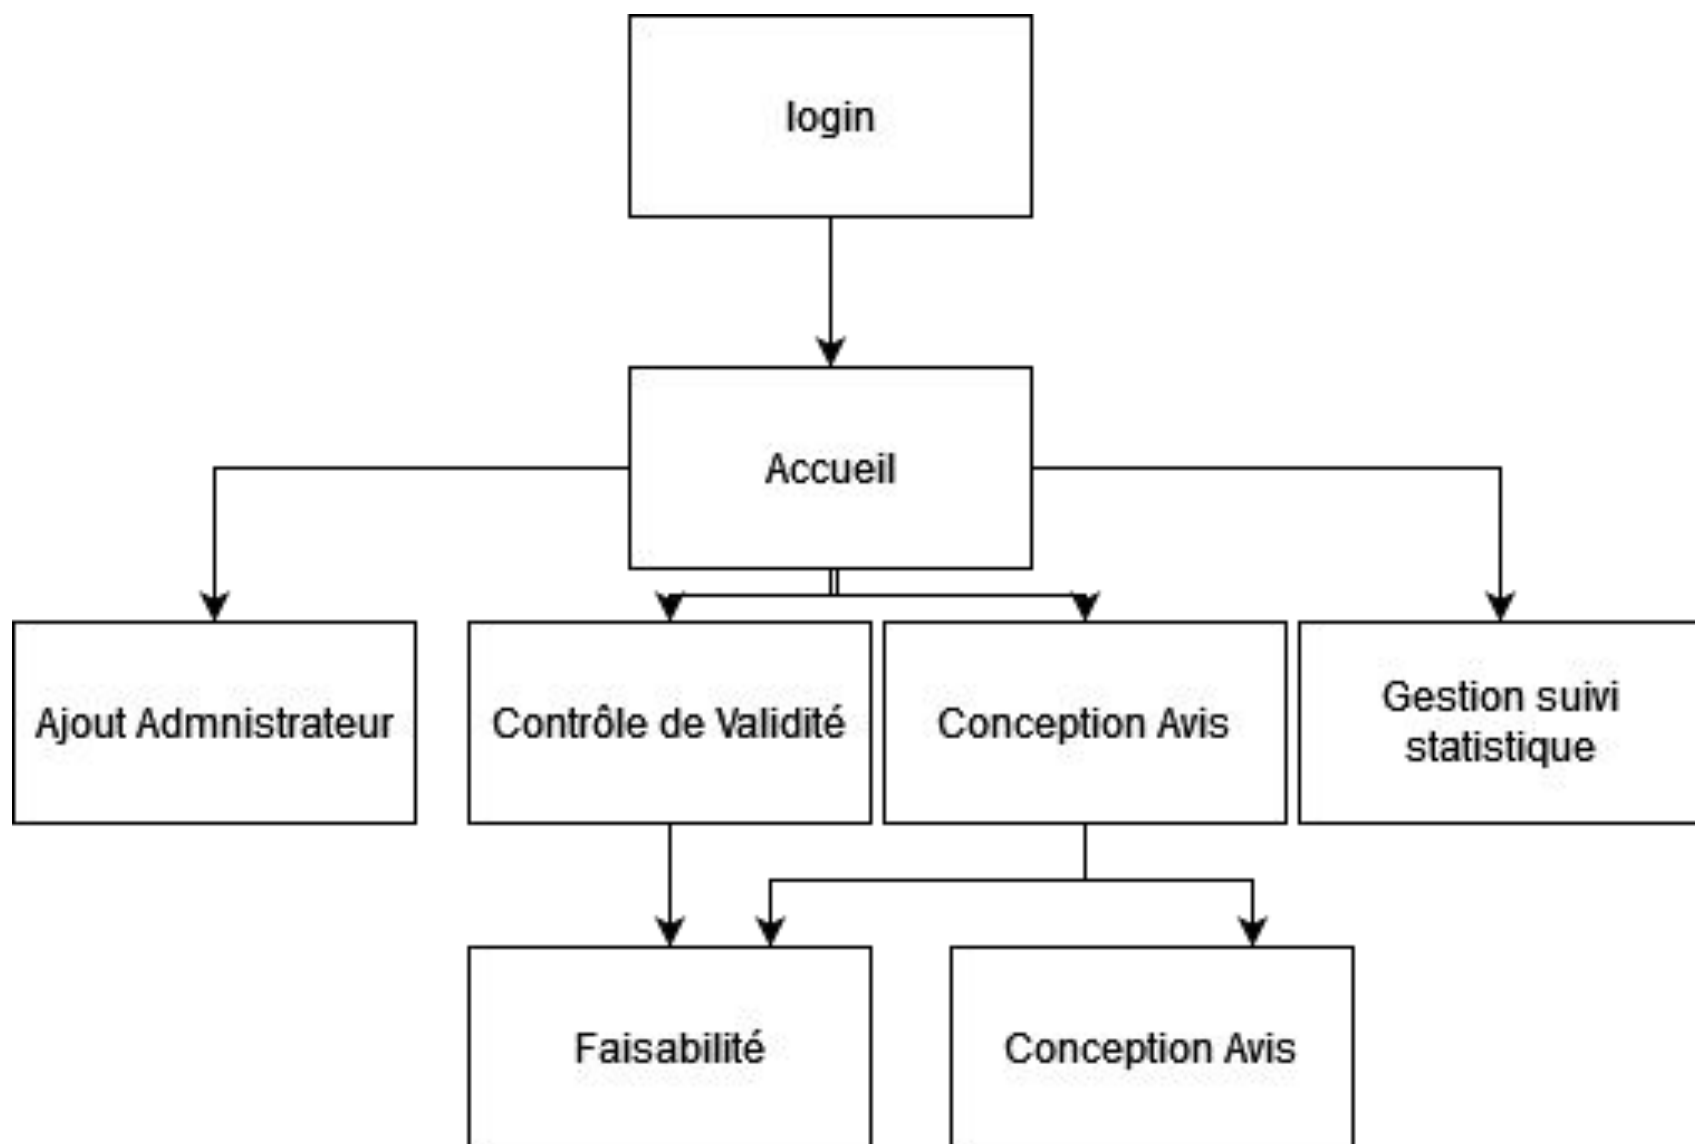 login
Accueil
Ajout Admnistrateur
Contrôle de Validité
Conception Avis
Gestion suivi
statistique
Faisabilité
Conception Avis